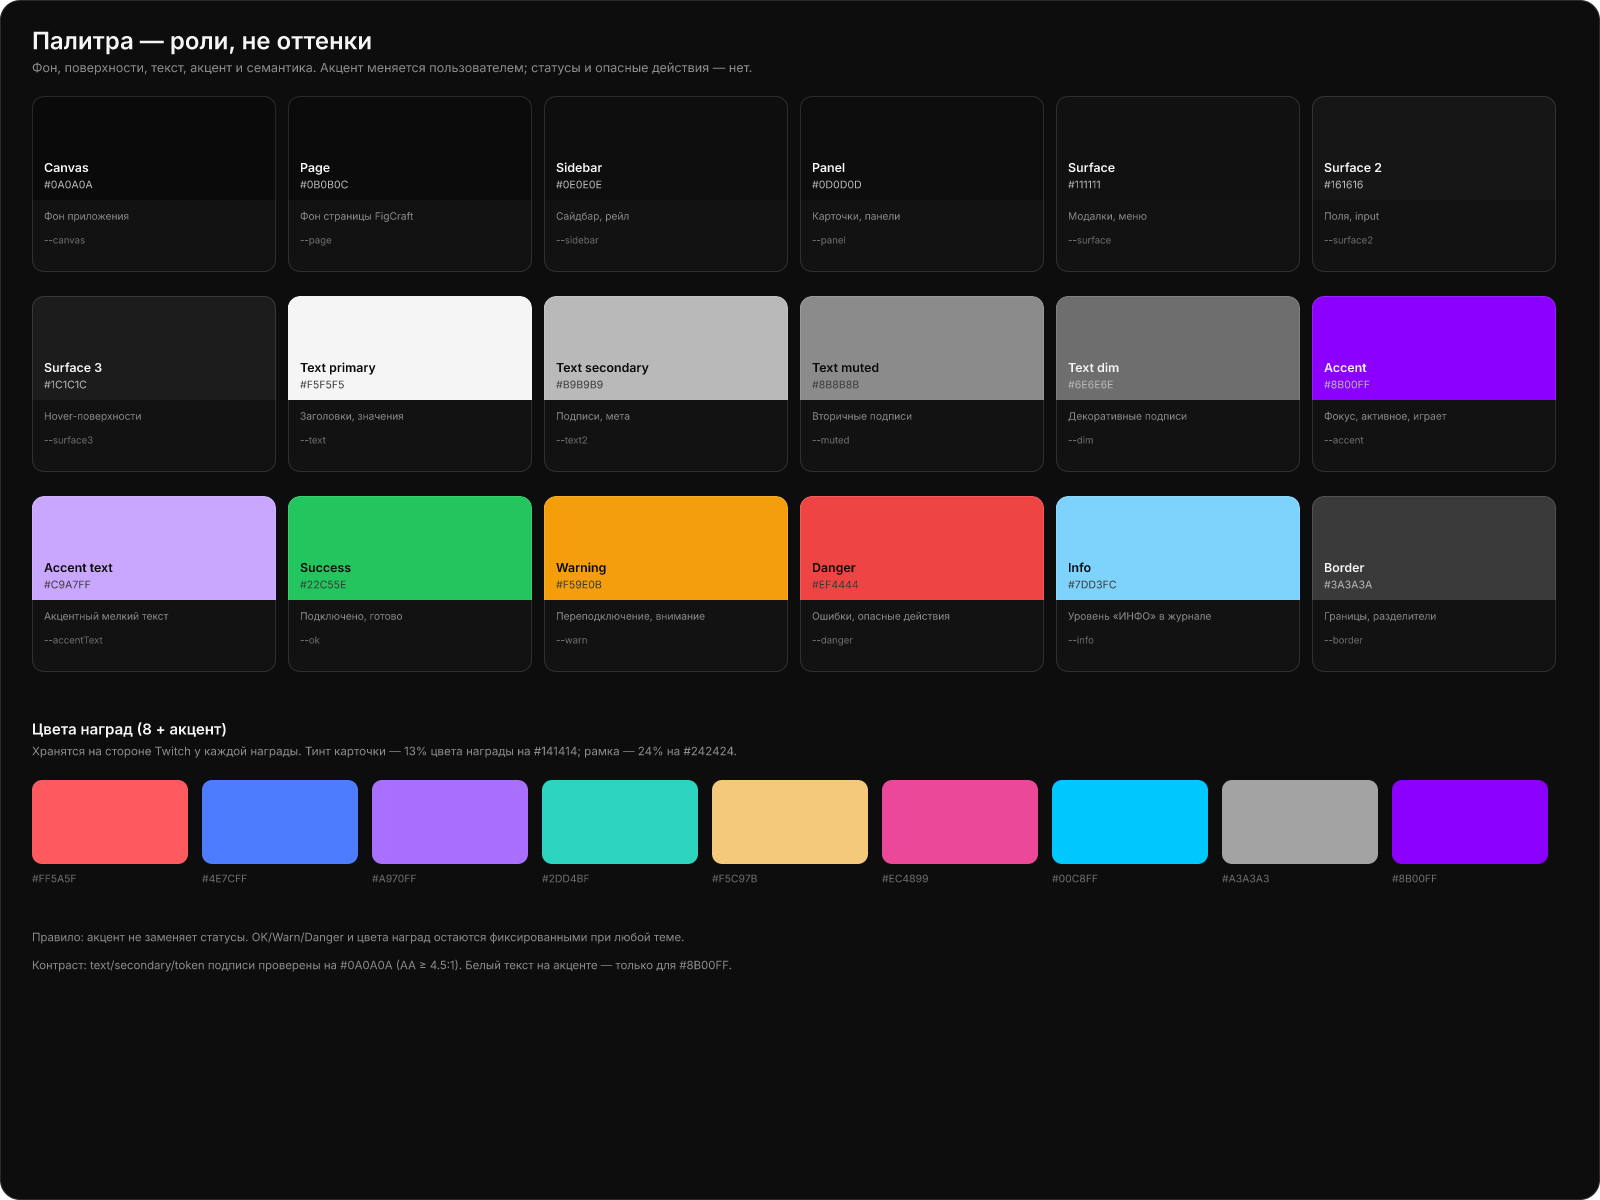 Палитра — роли, не оттенки
Фон, поверхности, текст, акцент и семантика. Акцент меняется пользователем; статусы и опасные действия — нет.
Canvas
#0A0A0A
Фон приложения
--canvas
Page
#0B0B0C
Фон страницы FigCraft
--page
Sidebar
#0E0E0E
Сайдбар, рейл
--sidebar
Panel
#0D0D0D
Карточки, панели
--panel
Surface
#111111
Модалки, меню
--surface
Surface 2
#161616
Поля, input
--surface2
Surface 3
#1C1C1C
Hover-поверхности
--surface3
Text primary
#F5F5F5
Заголовки, значения
--text
Text secondary
#B9B9B9
Подписи, мета
--text2
Text muted
#8B8B8B
Вторичные подписи
--muted
Text dim
#6E6E6E
Декоративные подписи
--dim
Accent
#8B00FF
Фокус, активное, играет
--accent
Accent text
#C9A7FF
Акцентный мелкий текст
--accentText
Success
#22C55E
Подключено, готово
--ok
Warning
#F59E0B
Переподключение, внимание
--warn
Danger
#EF4444
Ошибки, опасные действия
--danger
Info
#7DD3FC
Уровень «ИНФО» в журнале
--info
Border
#3A3A3A
Границы, разделители
--border
Цвета наград (8 + акцент)
Хранятся на стороне Twitch у каждой награды. Тинт карточки — 13% цвета награды на #141414; рамка — 24% на #242424.
#FF5A5F
#4E7CFF
#A970FF
#2DD4BF
#F5C97B
#EC4899
#00C8FF
#A3A3A3
#8B00FF
Правило: акцент не заменяет статусы. OK/Warn/Danger и цвета наград остаются фиксированными при любой теме.
Контраст: text/secondary/token подписи проверены на #0A0A0A (AA ≥ 4.5:1). Белый текст на акценте — только для #8B00FF.